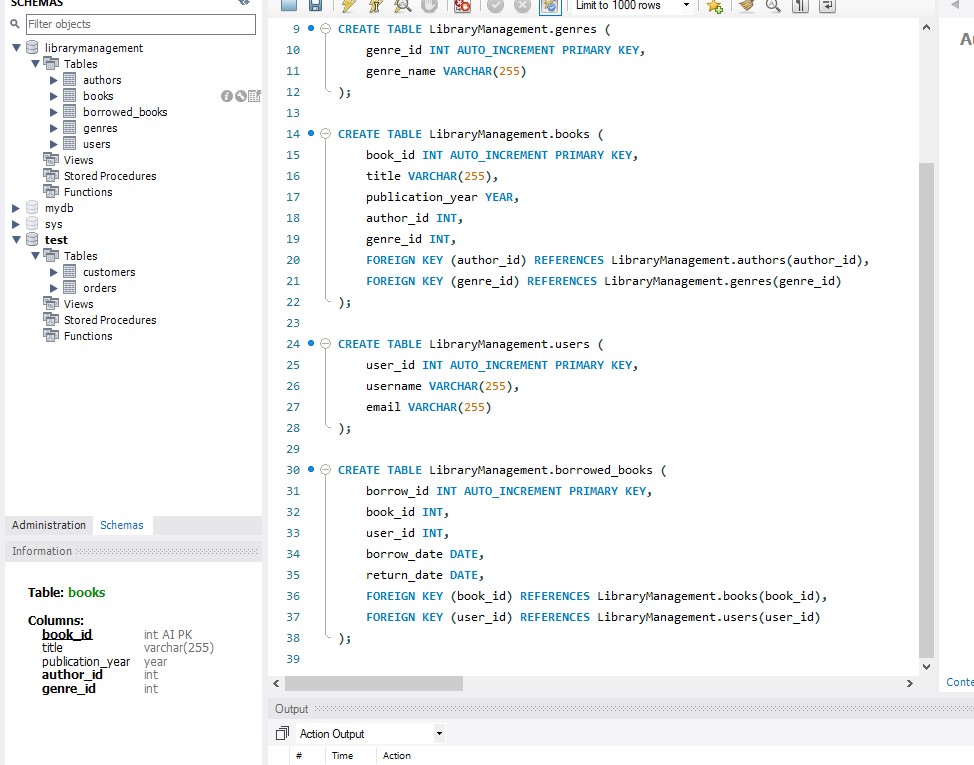 SCHEMAS
Filter objects
librarymanagement
Tables
authors
books
borrowed_books
genres
users
Views
Stored Procedures
Functions
mydb
sys
test
Tables
customers
orders
Views
Stored Procedures
Functions
Administration Schemas
Information
Table: books
Columns:
book_id int AI PK
title varchar(255)
publication_year year
author_id int
genre_id int
Limit to 1000 rows
9 CREATE TABLE LibraryManagement.genres (
10 genre_id INT AUTO_INCREMENT PRIMARY KEY,
11 genre_name VARCHAR(255)
12 );
13
14 CREATE TABLE LibraryManagement.books (
15 book_id INT AUTO_INCREMENT PRIMARY KEY,
16 title VARCHAR(255),
17 publication_year YEAR,
18 author_id INT,
19 genre_id INT,
20 FOREIGN KEY (author_id) REFERENCES LibraryManagement.authors(author_id),
21 FOREIGN KEY (genre_id) REFERENCES LibraryManagement.genres(genre_id)
22 );
23
24 CREATE TABLE LibraryManagement.users (
25 user_id INT AUTO_INCREMENT PRIMARY KEY,
26 username VARCHAR(255),
27 email VARCHAR(255)
28 );
29
30 CREATE TABLE LibraryManagement.borrowed_books (
31 borrow_id INT AUTO_INCREMENT PRIMARY KEY,
32 book_id INT,
33 user_id INT,
34 borrow_date DATE,
35 return_date DATE,
36 FOREIGN KEY (book_id) REFERENCES LibraryManagement.books(book_id),
37 FOREIGN KEY (user_id) REFERENCES LibraryManagement.users(user_id)
38 );
39
Output
Action Output
# Time Action